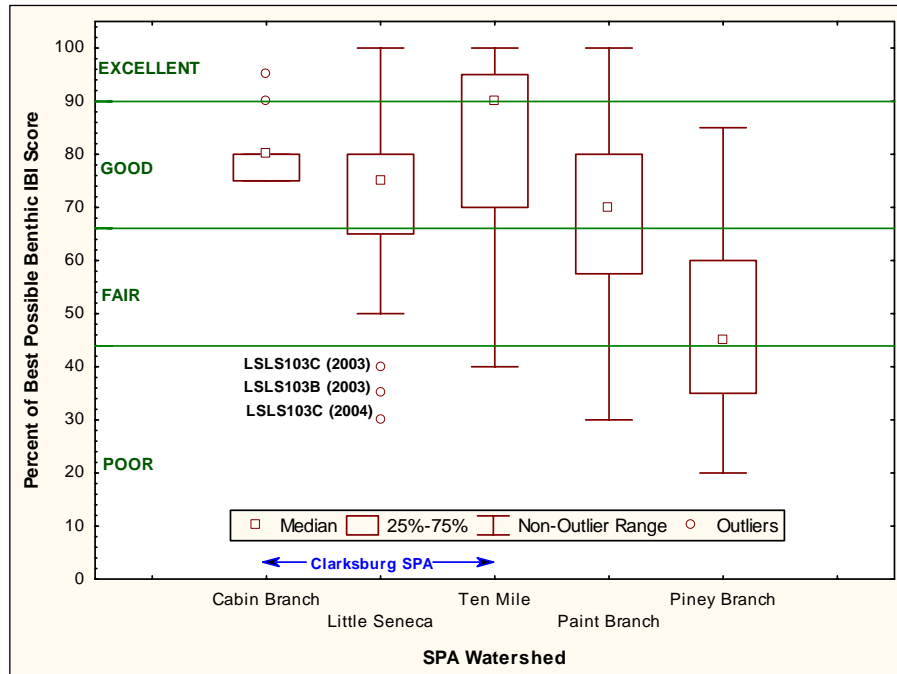 Percent of Best Possible Benthic IBI Score
100
90
80
70
60
50
40
30
20
10
0
EXCELLENT
GOOD
FAIR
POOR
LSLS103C (2003)
LSLS103B (2003)
LSLS103C (2004)
Median 25%-75% Non-Outlier Range Outliers
Clarksburg SPA
Cabin Branch Ten Mile Piney Branch
Little Seneca Paint Branch
SPA Watershed